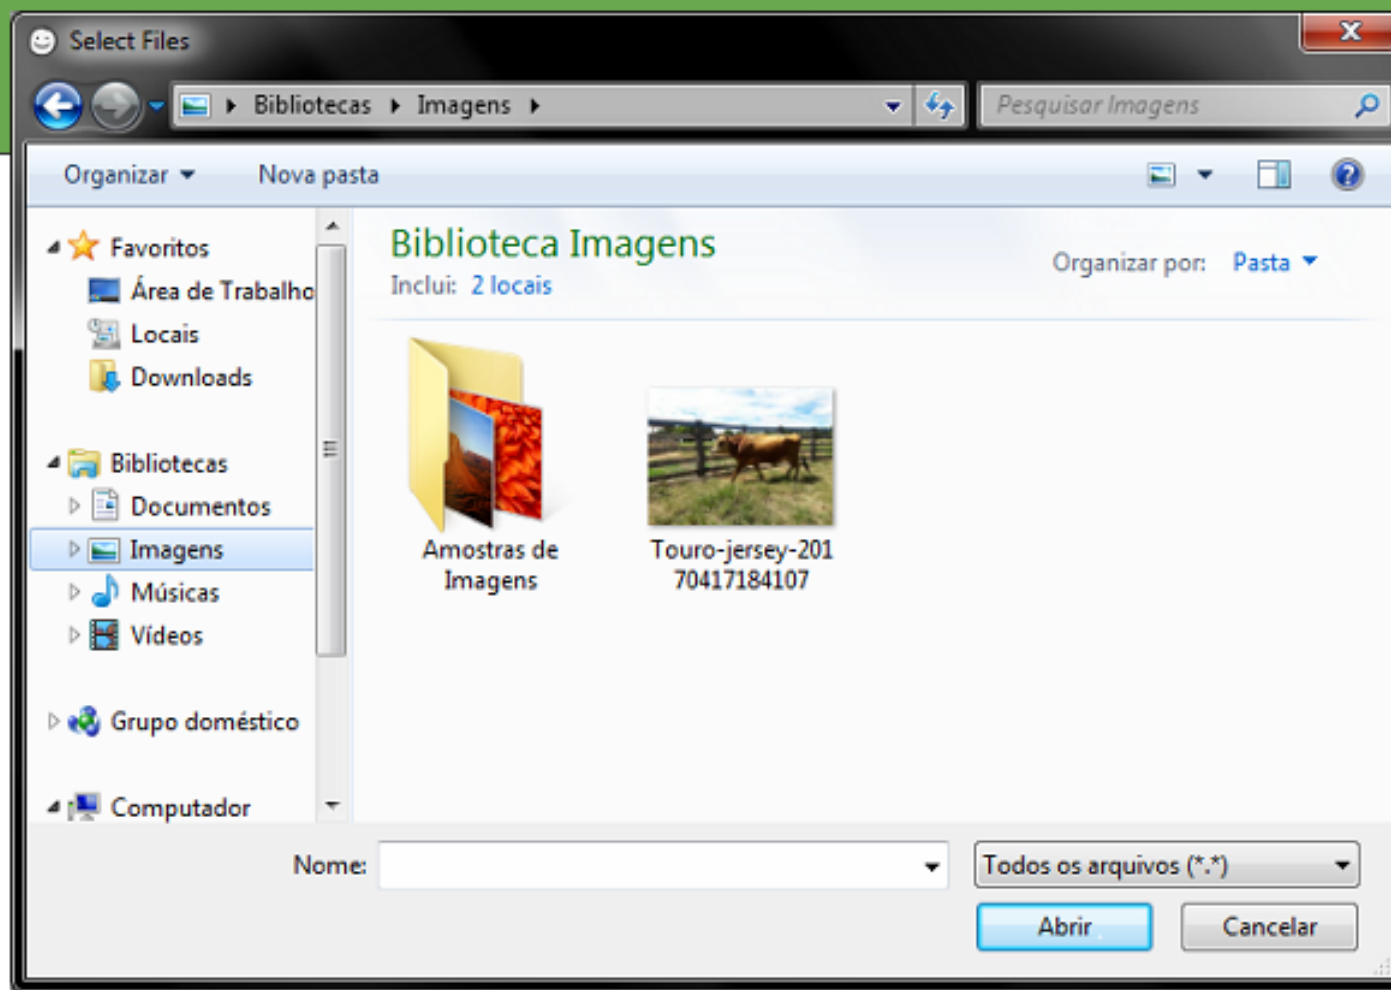 Select Files
x
Bibliotecas Imagens
Pesquisar Imagens
Organizar
Nova pasta
?
Favoritos
Área de Trabalho
Locais
Downloads
Bibliotecas
Documentos
Imagens
Músicas
Vídeos
Grupo doméstico
Computador
Biblioteca Imagens
Inclui: 2 locais
Organizar por: Pasta
Amostras de
Imagens
Touro-jersey-201
70417184107
Nome:
Todos os arquivos (*.*)
Abrir
Cancelar